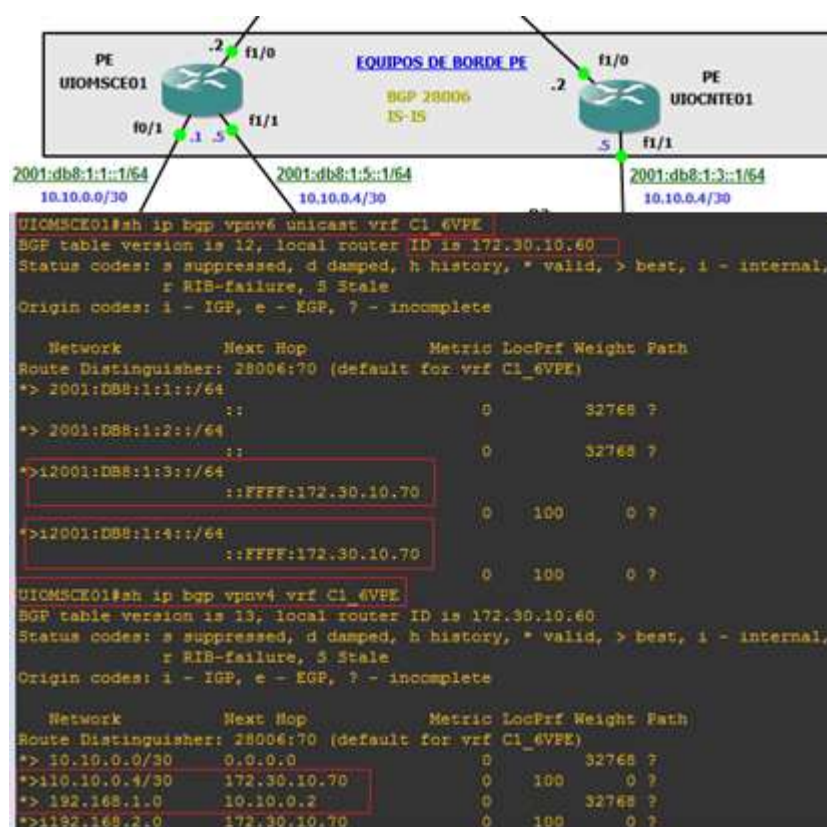 .2 f1/0
PE
UIOMSCE01
EQUIPOS DE BORDE PE
BGP 28006
IS-IS
f1/0
.2
PE
UIOCNTE01
f0/1 .1 .5 f1/1
.5 f1/1
2001:db8:1:1::1/64
10.10.0.0/30
2001:db8:1:5::1/64
10.10.0.4/30
2001:db8:1:3::1/64
10.10.0.4/30
UIOMSCE01#sh ip bgp vpnv6 unicast vrf C1_6VPE
BGP table version is 12, local router ID is 172.30.10.60
Status codes: s suppressed, d damped, h history, * valid, > best, i - internal,
r RIB-failure, S Stale
Origin codes: i - IGP, e - EGP, ? - incomplete
Network Next Hop Metric LocPrf Weight Path
Route Distinguisher: 28006:70 (default for vrf C1_6VPE)
*> 2001:DB8:1:1::/64
:: 0 32768 ?
*> 2001:DB8:1:2::/64
:: 0 32768 ?
*>i2001:DB8:1:3::/64
::FFFF:172.30.10.70
0 100 0 ?
*>i2001:DB8:1:4::/64
::FFFF:172.30.10.70
0 100 0 ?
UIOMSCE01#sh ip bgp vpnv4 vrf C1_6VPE
BGP table version is 13, local router ID is 172.30.10.60
Status codes: s suppressed, d damped, h history, * valid, > best, i - internal,
r RIB-failure, S Stale
Origin codes: i - IGP, e - EGP, ? - incomplete
Network Next Hop Metric LocPrf Weight Path
Route Distinguisher: 28006:70 (default for vrf C1_6VPE)
*> 10.10.0.0/30 0.0.0.0 0 32768 ?
*>i10.10.0.4/30 172.30.10.70 0 100 0 ?
*> 192.168.1.0 10.10.0.2 0 32768 ?
*>i192.168.2.0 172.30.10.70 0 100 0 ?